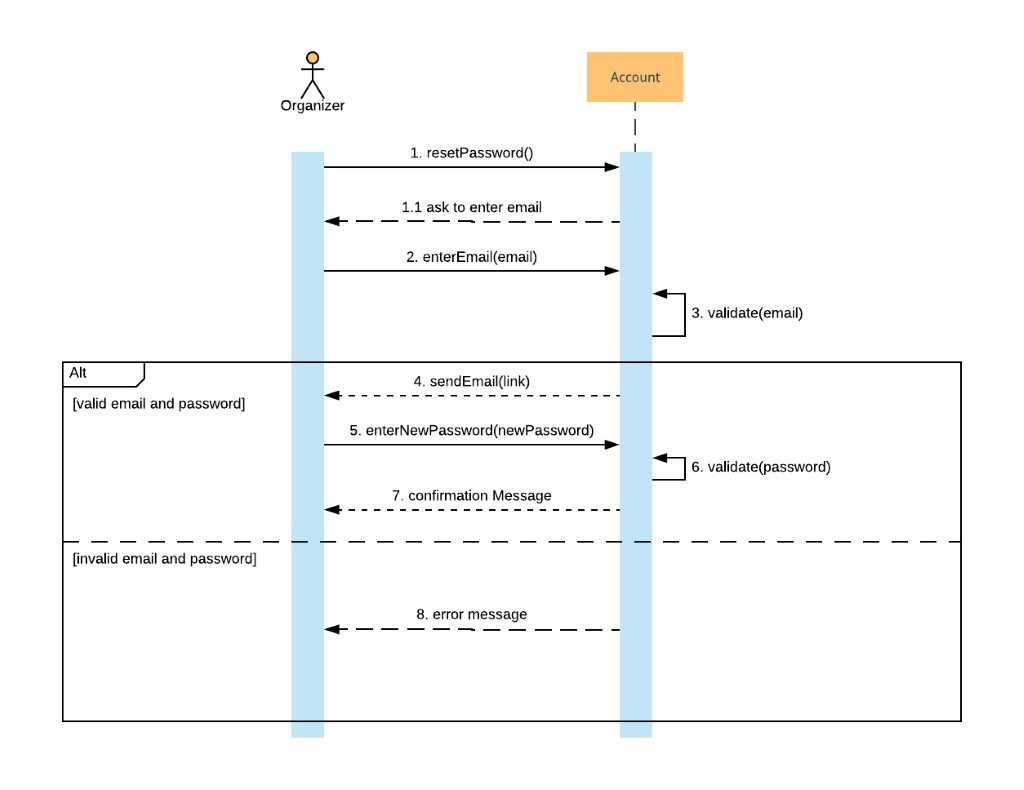 Organizer
Account
1. resetPassword()
1.1 ask to enter email
2. enterEmail(email)
3. validate(email)
Alt
4. sendEmail(link)
[valid email and password]
5. enterNewPassword(newPassword)
6. validate(password)
7. confirmation Message
[invalid email and password]
8. error message